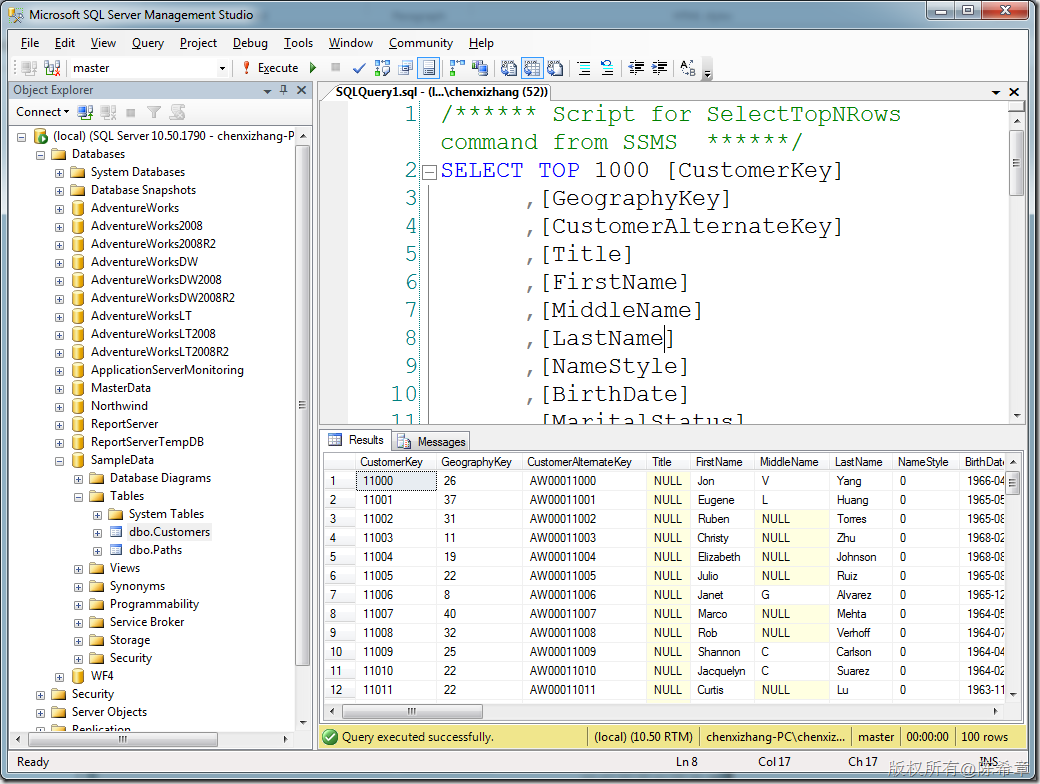 Microsoft SQL Server Management Studio
File Edit View Query Project Debug Tools Window Community Help
master Execute
Object Explorer
Connect
(local) (SQL Server 10.50.1790 - chenxizhang-P
Databases
System Databases
Database Snapshots
AdventureWorks
AdventureWorks2008
AdventureWorks2008R2
AdventureWorksDW
AdventureWorksDW2008
AdventureWorksDW2008R2
AdventureWorksLT
AdventureWorksLT2008
AdventureWorksLT2008R2
ApplicationServerMonitoring
MasterData
Northwind
ReportServer
ReportServerTempDB
SampleData
Database Diagrams
Tables
System Tables
dbo.Customers
dbo.Paths
Views
Synonyms
Programmability
Service Broker
Storage
Security
WF4
Security
Server Objects
Replication
SQLQuery1.sql - (l...\chenxizhang (52))
1 /****** Script for SelectTopNRows
command from SSMS ******/
2 SELECT TOP 1000 [CustomerKey]
3 ,[GeographyKey]
4 ,[CustomerAlternateKey]
5 ,[Title]
6 ,[FirstName]
7 ,[MiddleName]
8 ,[LastName]
9 ,[NameStyle]
10 ,[BirthDate]
11 ,[MaritalStatus]
Results Messages
CustomerKey GeographyKey CustomerAlternateKey Title FirstName MiddleName LastName NameStyle BirthDate
1 11000 26 AW00011000 NULL Jon V Yang 0 1966-04
2 11001 37 AW00011001 NULL Eugene L Huang 0 1965-05
3 11002 31 AW00011002 NULL Ruben NULL Torres 0 1965-08
4 11003 11 AW00011003 NULL Christy NULL Zhu 0 1968-02
5 11004 19 AW00011004 NULL Elizabeth NULL Johnson 0 1968-08
6 11005 22 AW00011005 NULL Julio NULL Ruiz 0 1965-08
7 11006 8 AW00011006 NULL Janet G Alvarez 0 1965-12
8 11007 40 AW00011007 NULL Marco NULL Mehta 0 1964-05
9 11008 32 AW00011008 NULL Rob NULL Verhoff 0 1964-07
10 11009 25 AW00011009 NULL Shannon C Carlson 0 1964-04
11 11010 22 AW00011010 NULL Jacquelyn C Suarez 0 1964-02
12 11011 22 AW00011011 NULL Curtis NULL Lu 0 1963-11
Query executed successfully. (local) (10.50 RTM) chenxizhang-PC\chenxiz... master 00:00:00 100 rows
Ready Ln 8 Col 17 Ch 17 INS
版权所有@陈希章